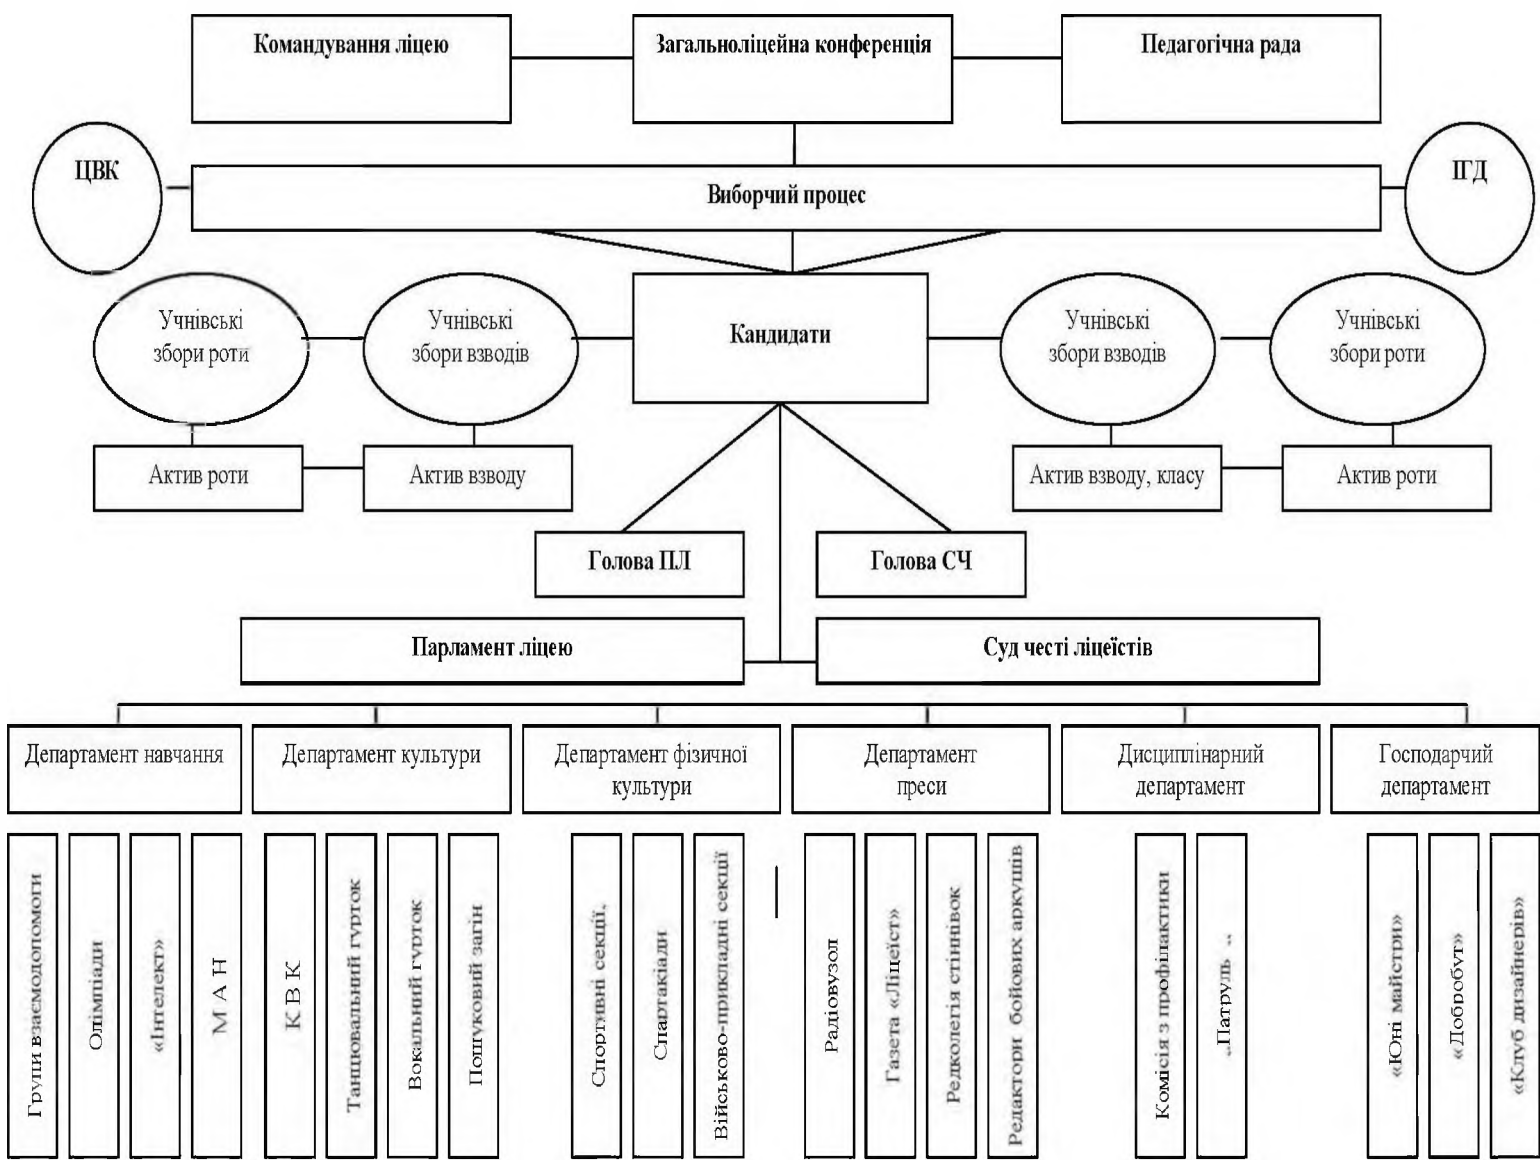 Командування ліцею
Загальноліцейна конференція
Педагогічна рада
ЦВК
Виборчий процес
ІГД
Учнівські
збори роти
Учнівські
збори взводів
Кандидати
Учнівські
збори взводів
Учнівські
збори роти
Актив роти
Актив взводу
Актив взводу, класу
Актив роти
Голова ПЛ
Голова СЧ
Парламент ліцею
Суд честі ліцеїстів
Департамент навчання
Департамент культури
Департамент фізичної
культури
Департамент
преси
Дисциплінарний
департамент
Господарчий
департамент
Групи взаємодопомоги
Олімпіади
«Інтелект»
М А Н
К В К
Танцювальний гурток
Вокальний гурток
Пошуковий загін
Спортивні секції,
Спартакіади
Військово-прикладні секції
Радіовузол
Газета «Ліцеїст»
Редколегія стіннівок
Редактори бойових аркушів
Комісія з профілактики
„Патруль „
«Юні майстри»
«Добробут»
«Клуб дизайнерів»